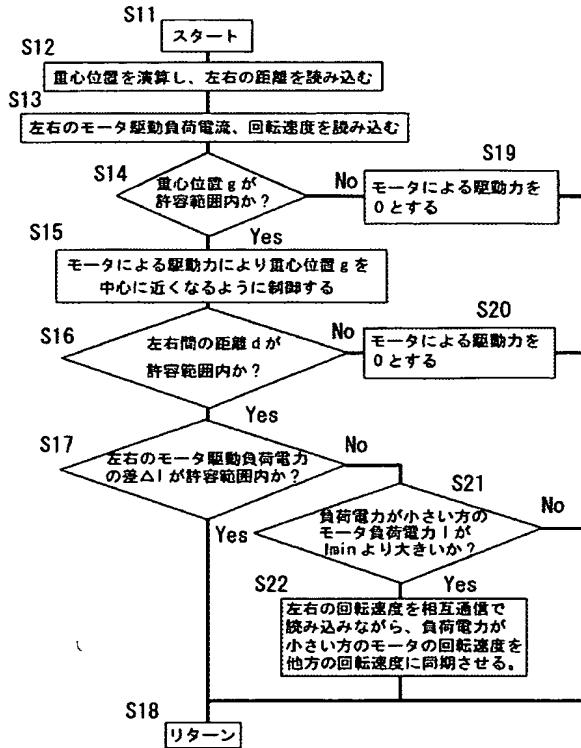 S11
スタート
S12
重心位置を演算し、左右の距離を読み込む
S13
左右のモータ駆動負荷電流、回転速度を読み込む
S14
重心位置gが
許容範囲内か？
No
S19
モータによる駆動力を
0とする
Yes
S15
モータによる駆動力により重心位置gを
中心に近くなるように制御する
S16
左右間の距離dが
許容範囲内か？
No
S20
モータによる駆動力を
0とする
Yes
S17
左右のモータ駆動負荷電力
の差△Iが許容範囲内か？
No
Yes
S21
負荷電力が小さい方の
モータ負荷電力Iが
Iminより大きいか？
No
Yes
S22
左右の回転速度を相互通信で
読み込みながら、負荷電力が
小さい方のモータの回転速度を
他方の回転速度に同期させる。
S18
リターン